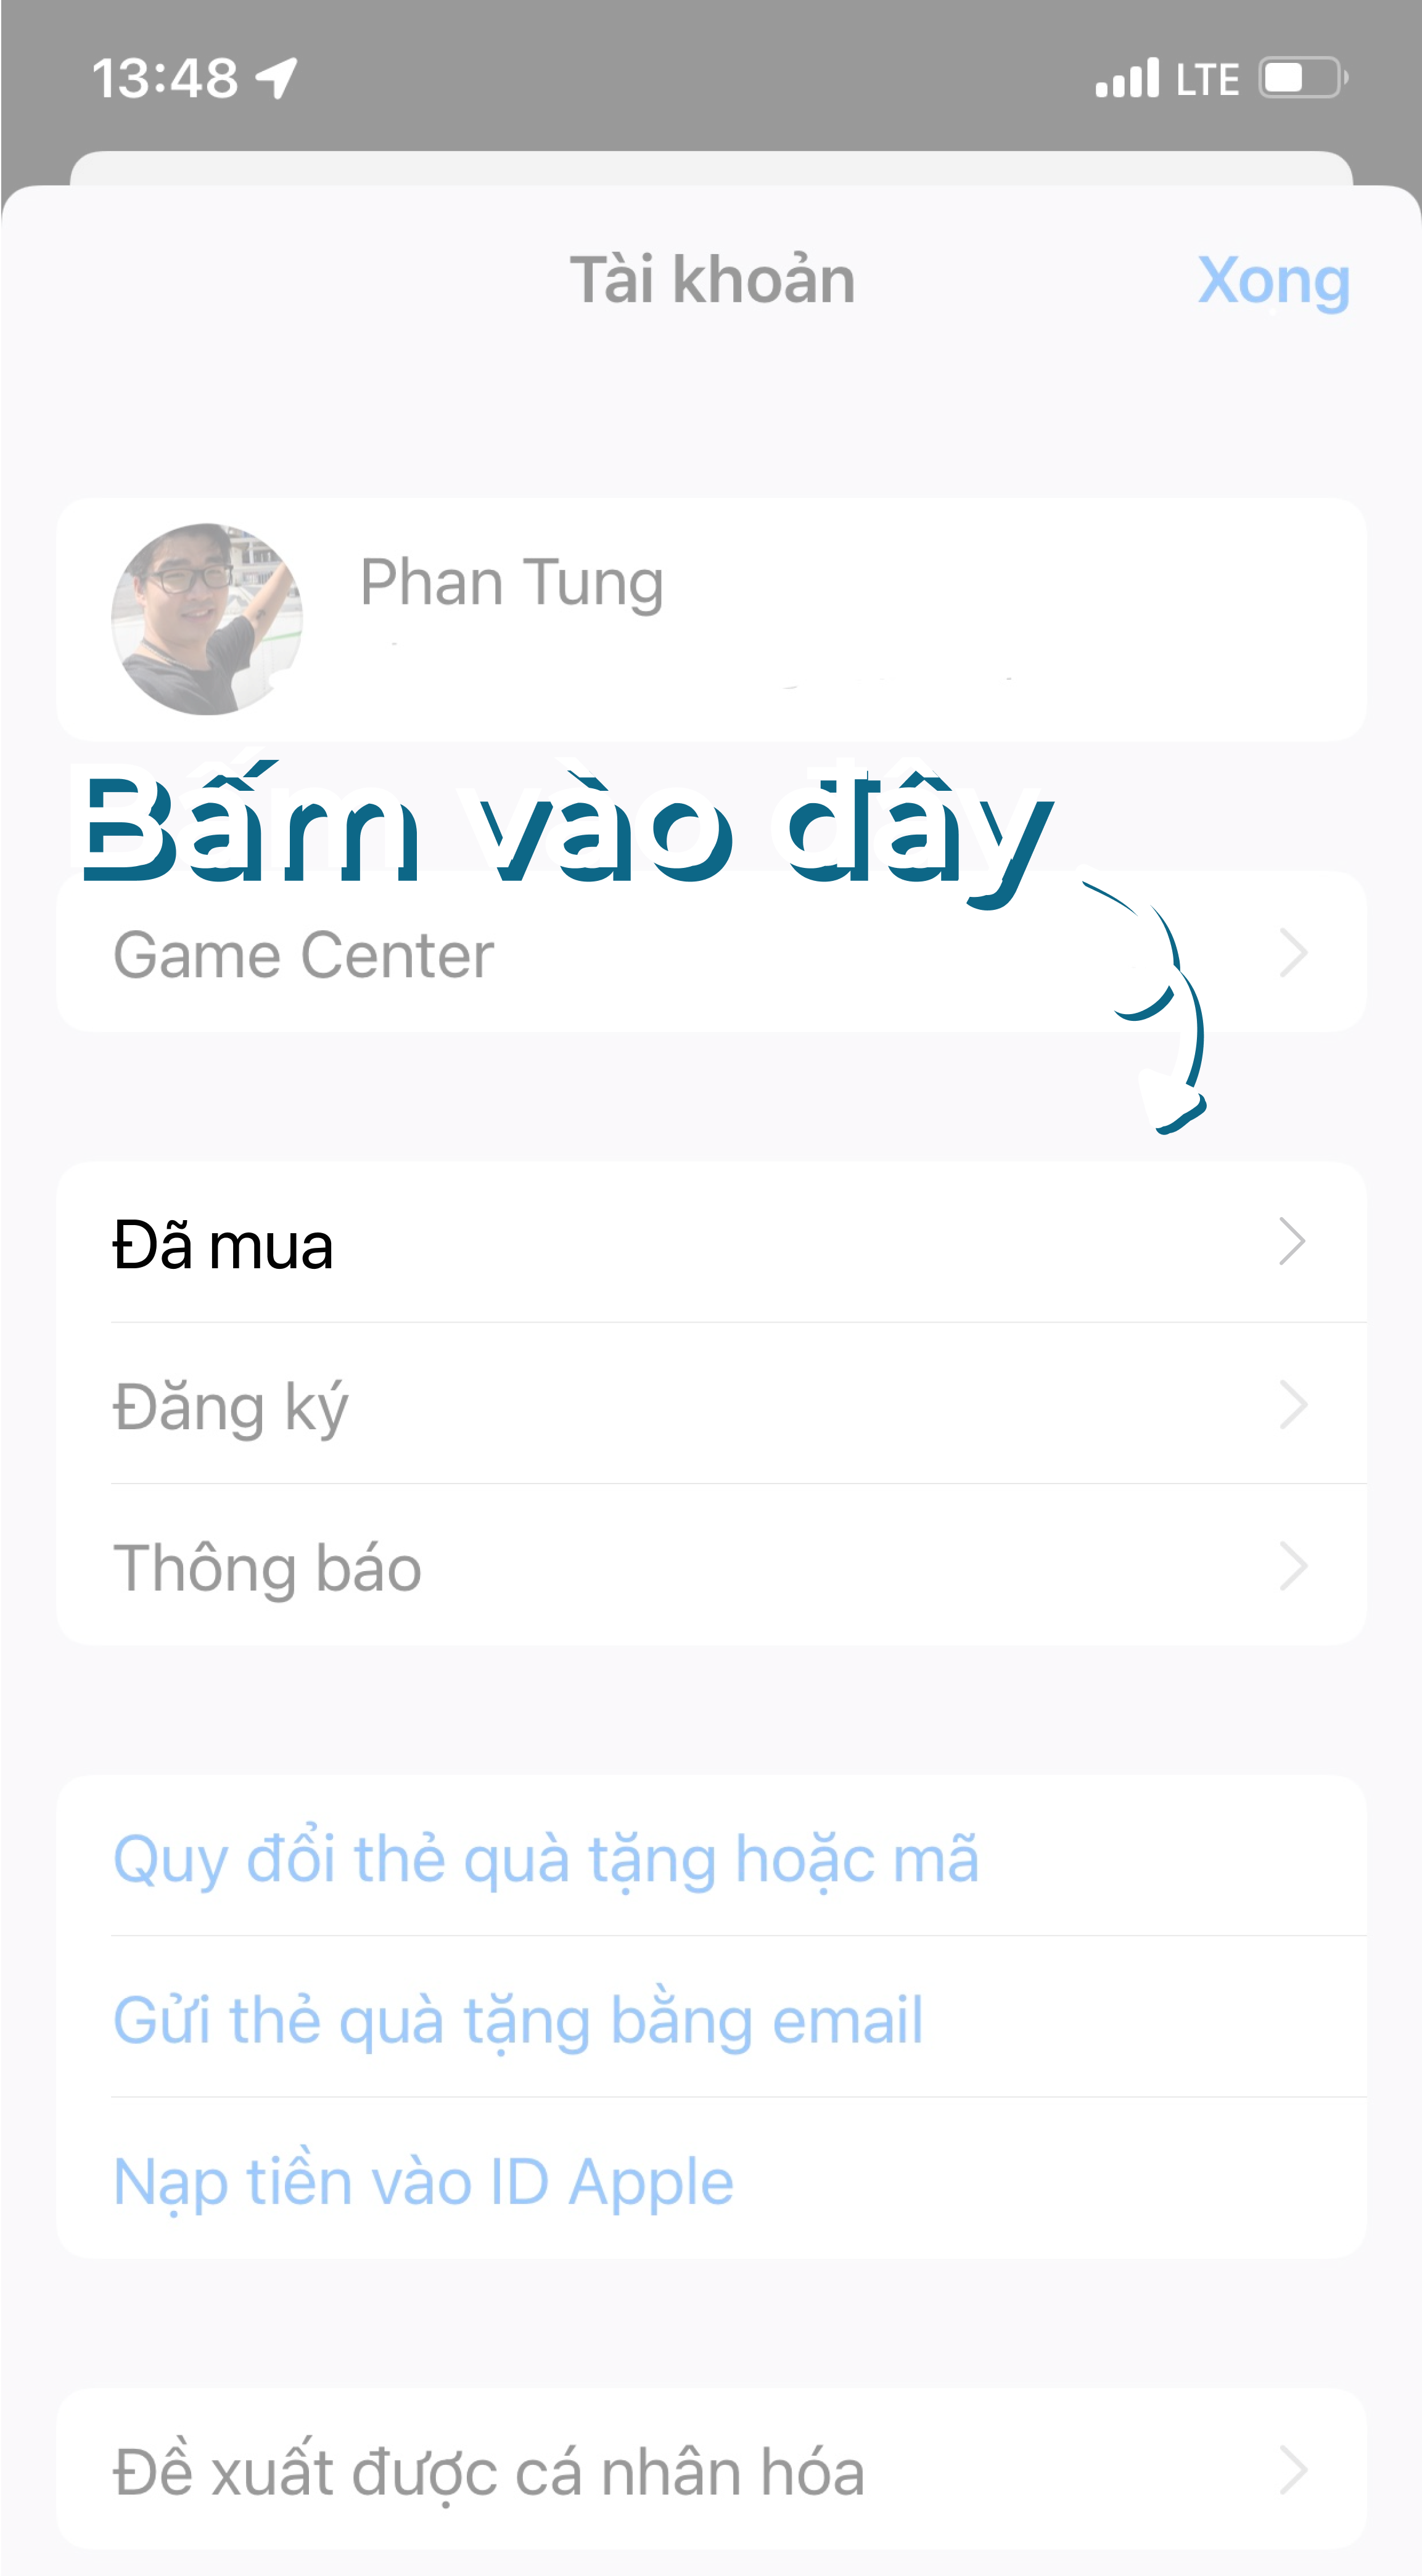 13:48
LTE
Tài khoản
Xong
Phan Tung
Bấm vào đây
Game Center
Đã mua
Đăng ký
Thông báo
Quy đổi thẻ quà tặng hoặc mã
Gửi thẻ quà tặng bằng email
Nạp tiền vào ID Apple
Đề xuất được cá nhân hóa